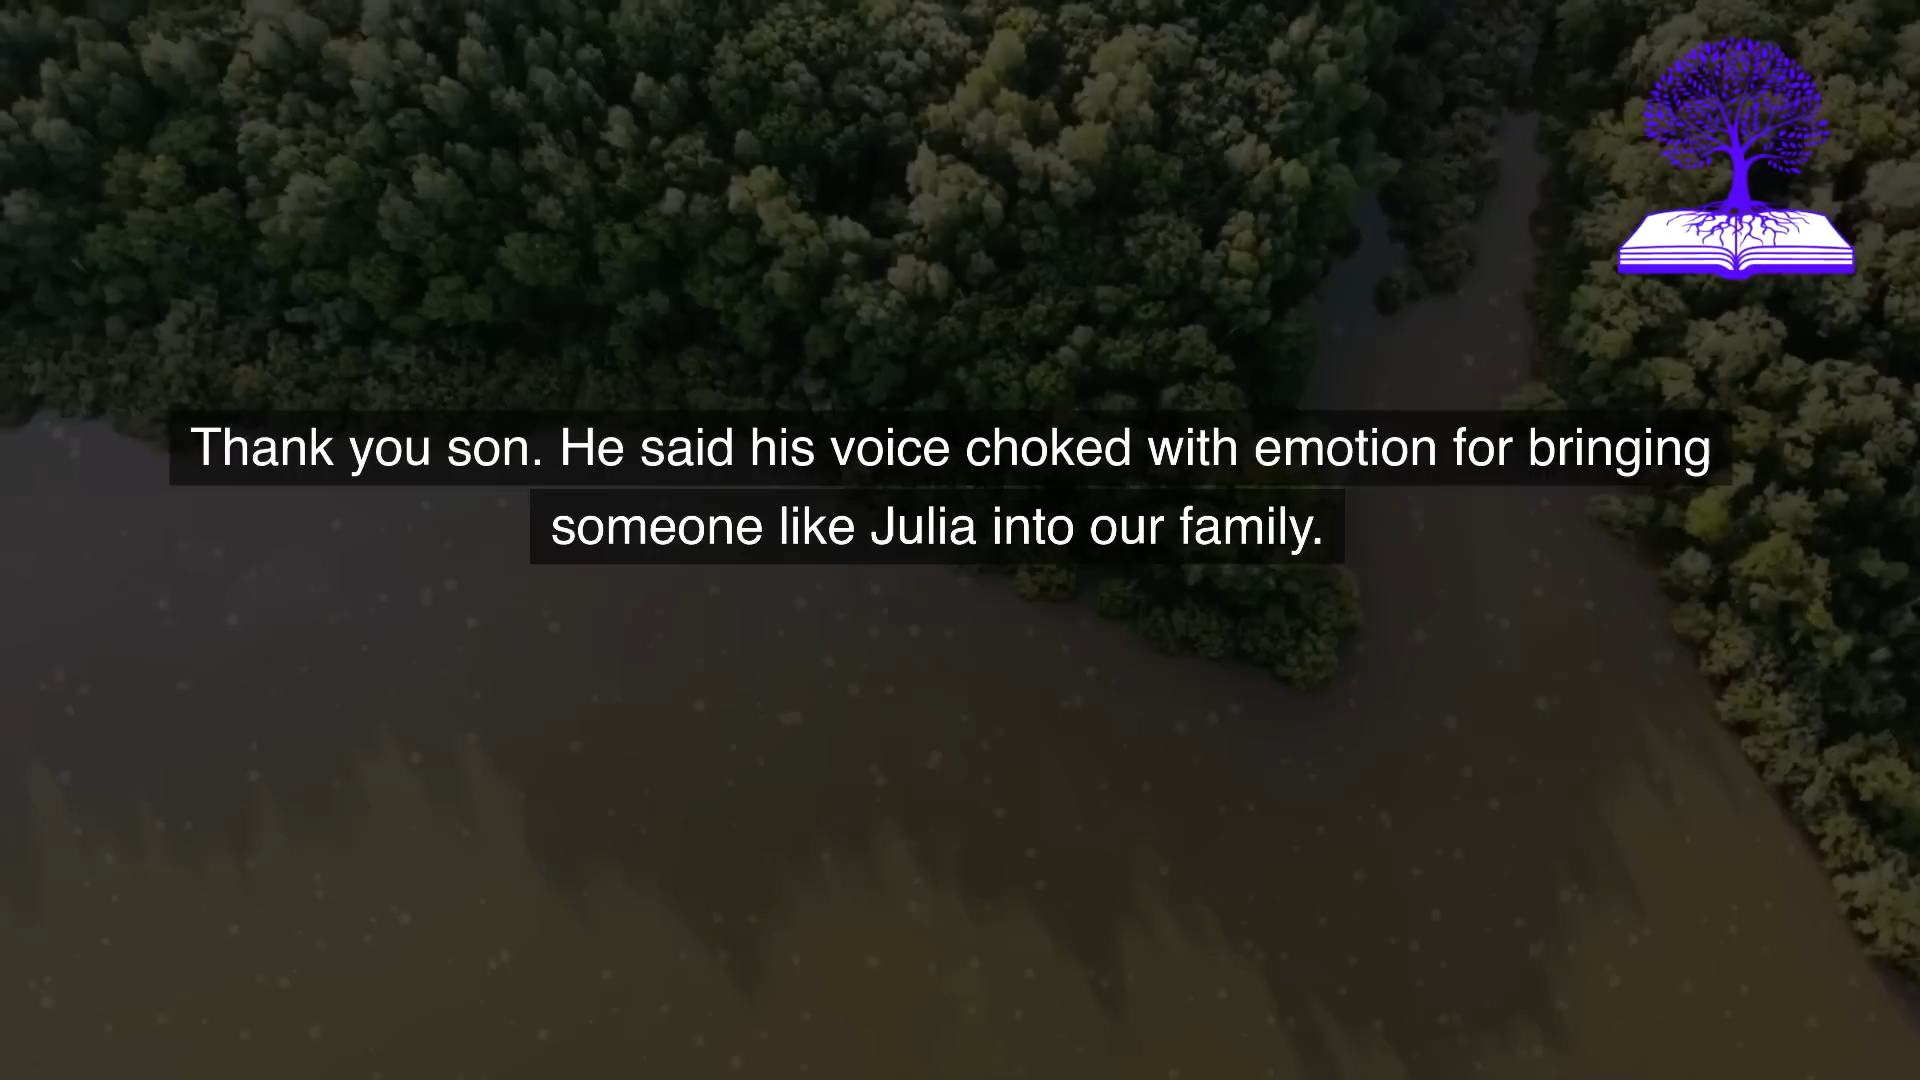 Thank you son. He said his voice choked with emotion for bringing
someone like Julia into our family.